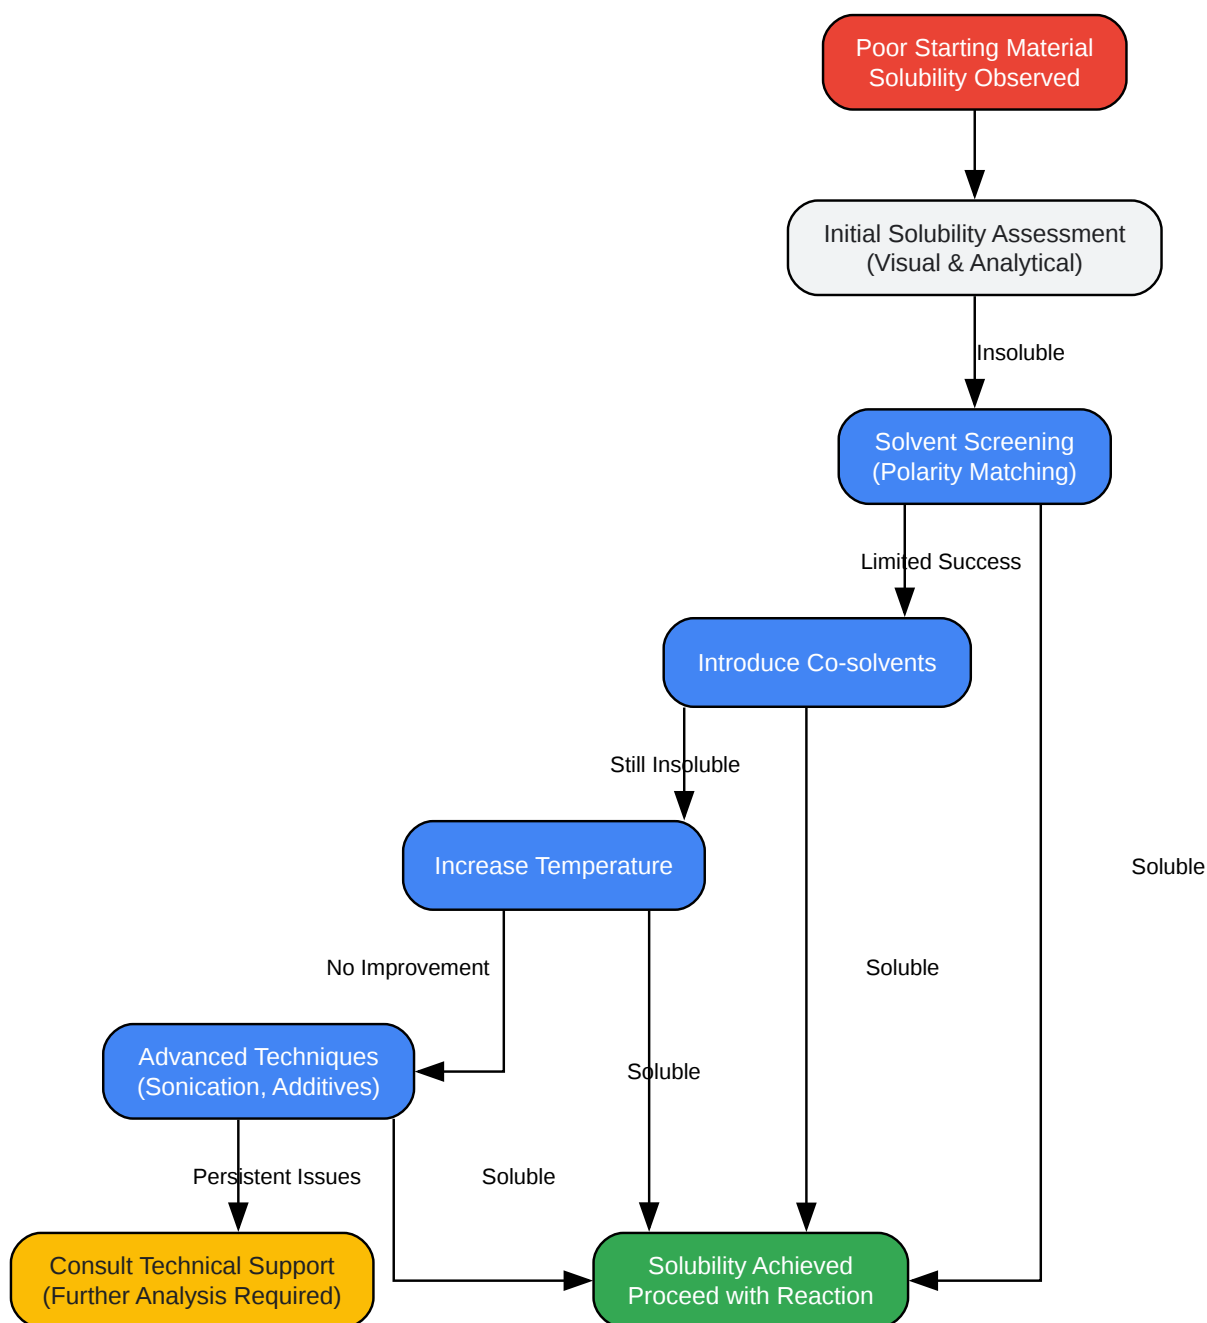 Poor Starting Material
Solubility Observed
Initial Solubility Assessment
(Visual & Analytical)
Insoluble
Solvent Screening
(Polarity Matching)
Limited Success
Introduce Co-solvents
Still Insoluble
Increase Temperature
Soluble
No Improvement
Soluble
Advanced Techniques
(Sonication, Additives)
Soluble
Persistent Issues
Soluble
Consult Technical Support
(Further Analysis Required)
Solubility Achieved
Proceed with Reaction